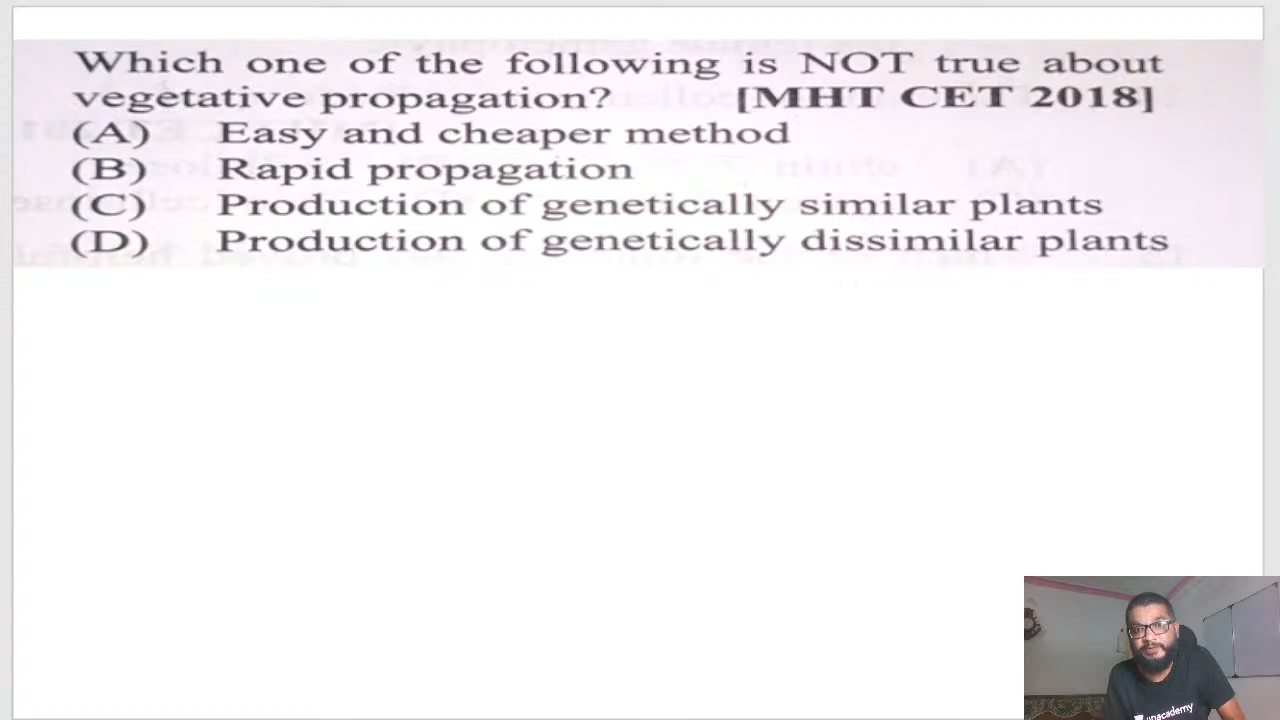 Which one of the following is NOT true about
vegetative propagation? [MHT CET 2018]
(A) Easy and cheaper method
(B) Rapid propagation
(C) Production of genetically similar plants
(D) Production of genetically dissimilar plants
unacademy